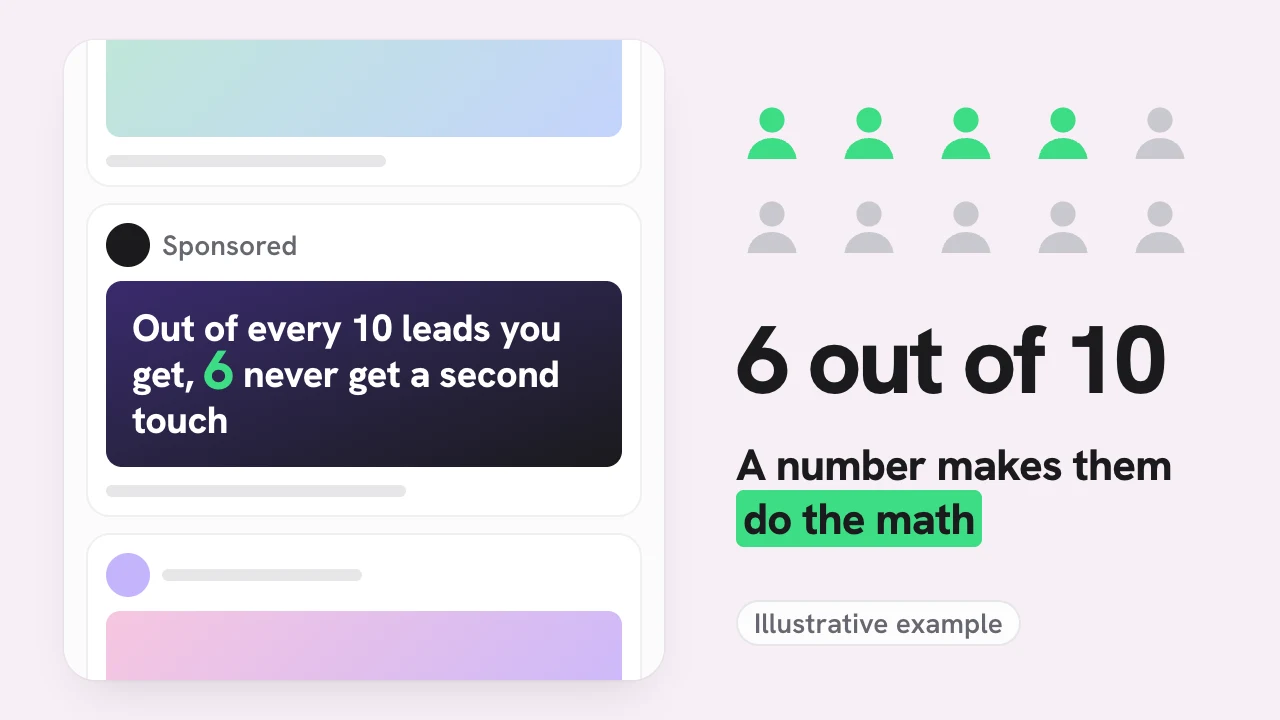 Sponsored
Out of every 10 leads you
get, 6 never get a second
touch
6 out of 10
A number makes them
do the math
Illustrative example